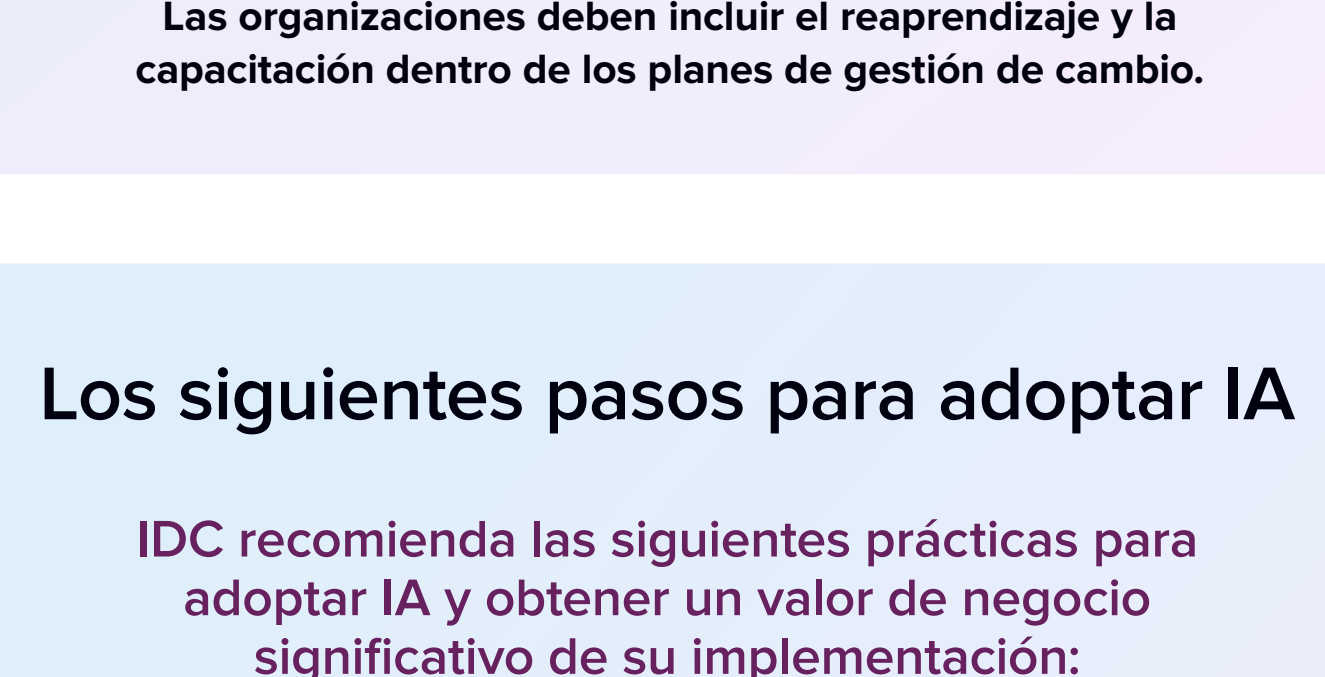 Las organizaciones deben incluir el reaprendizaje y la
capacitación dentro de los planes de gestión de cambio.
Los siguientes pasos para adoptar IA
IDC recomienda las siguientes prácticas para
adoptar IA y obtener un valor de negocio
significativo de su implementación: